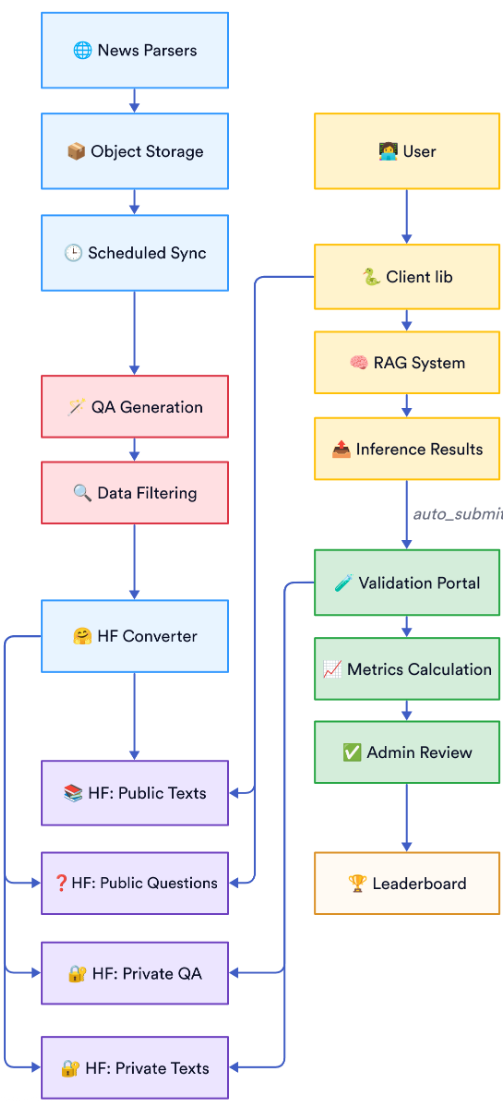 News Parsers
Object Storage
Scheduled Sync
QA Generation
Data Filtering
HF Converter
HF: Public Texts
HF: Public Questions
HF: Private QA
HF: Private Texts
User
Client lib
RAG System
Inference Results
auto_submit
Validation Portal
Metrics Calculation
Admin Review
Leaderboard